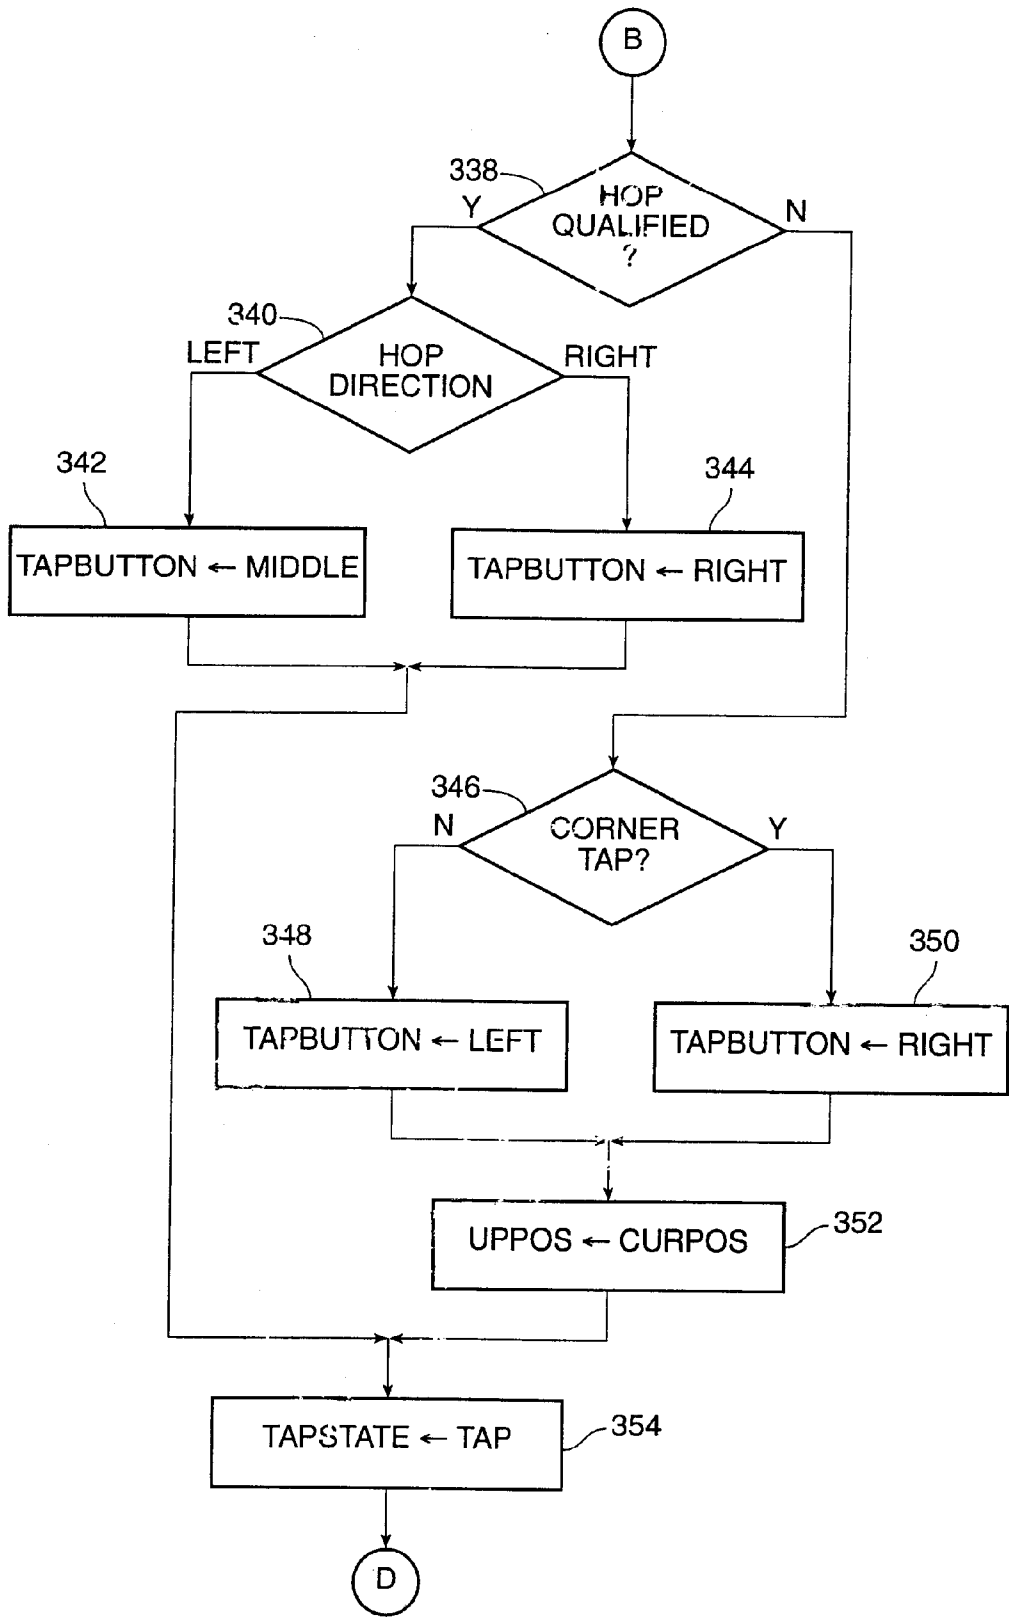 B
338
HOP
QUALIFIED
?
Y
N
340
HOP
DIRECTION
LEFT
RIGHT
342
TAPBUTTON ← MIDDLE
344
TAPBUTTON ← RIGHT
346
CORNER
TAP?
N
Y
348
TAPBUTTON ← LEFT
350
TAPBUTTON ← RIGHT
UPPOS ← CURPOS
352
TAPSTATE ← TAP
354
D